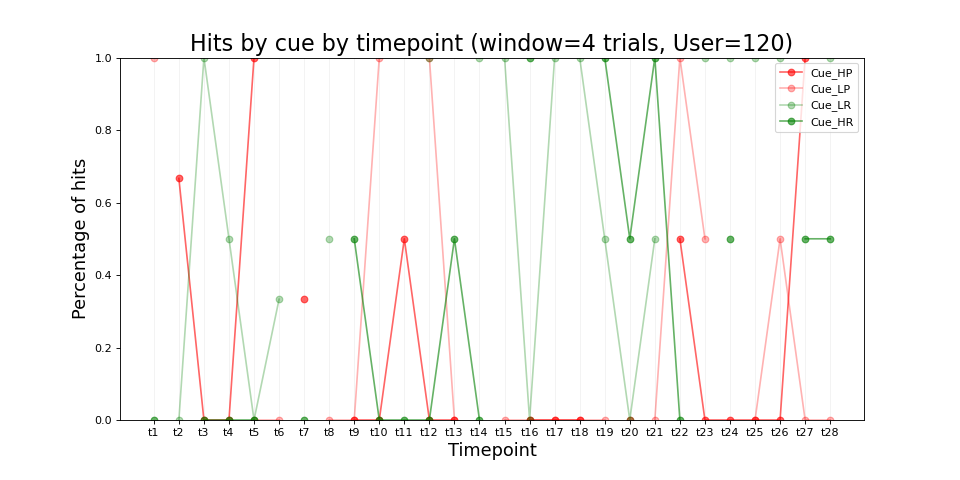 Hits by cue by timepoint (window=4 trials, User=120)
Percentage of hits
1.0
0.8
0.6
0.4
0.2
0.0
Cue_HP
Cue_LP
Cue_LR
Cue_HR
t1 t2 t3 t4 t5 t6 t7 t8 t9 t10 t11 t12 t13 t14 t15 t16 t17 t18 t19 t20 t21 t22 t23 t24 t25 t26 t27 t28
Timepoint